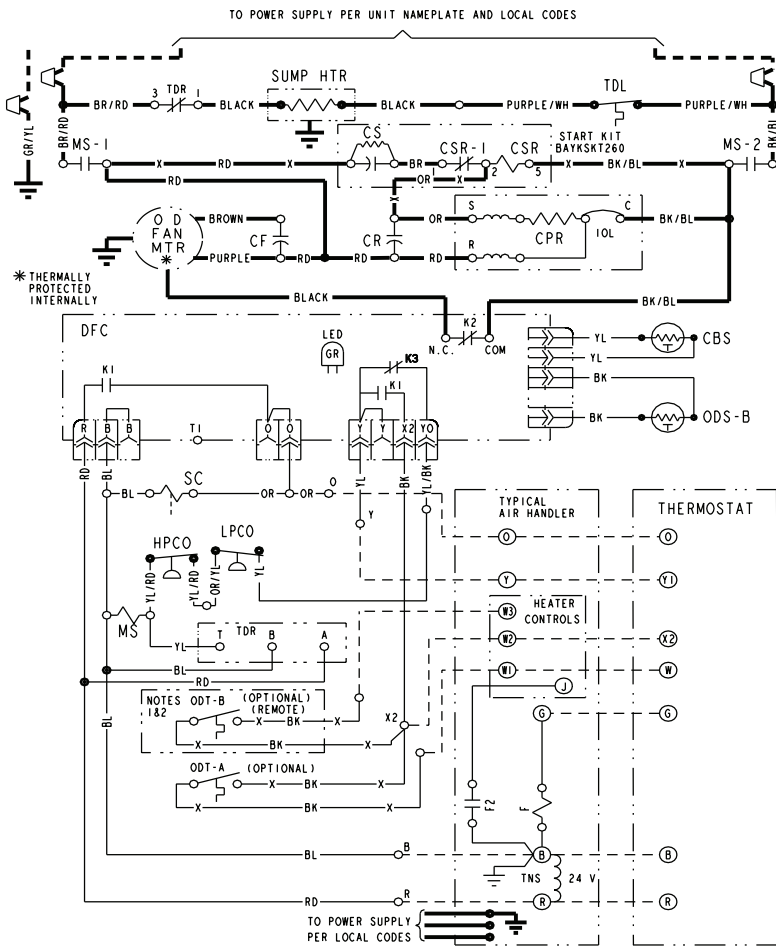 TO POWER SUPPLY PER UNIT NAMEPLATE AND LOCAL CODES
SUMP HTR
TDL
3 TDR 1
BR/RD
BLACK
BLACK
PURPLE/WH
PURPLE/WH
GR/YL
BR/RD
BK/BL
MS-1
CS
CSR-1
CSR
START KIT
BAYKSKT260
MS-2
X RD X
BR
2 5
X BK/BL X
RD
OR X
X
O D
FAN
MTR
*
BROWN
CF
PURPLE
RD
CR
RD
RD
OR
S
R
CPR
C
IOL
BK/BL
* THERMALLY
PROTECTED
INTERNALLY
BLACK
BK/BL
DFC
LED
GR
K2
N.C. COM
K3
K1
K1
YL
YL
CBS
BK
BK
ODS-B
R B B
T1
O O
Y Y X2 YO
RD
BL
YL
BK
YL/BK
BL
SC
OR
OR
O
Y
TYPICAL
AIR HANDLER
THERMOSTAT
O
O
Y
Y1
HPCO
LPCO
YL/RD
OR/YL
YL
MS
YL
T TDR B A
BL
RD
W3
HEATER
CONTROLS
W2
X2
W1
W
J
G
G
NOTES
1&2
ODT-B
(OPTIONAL)
(REMOTE)
X BK X
X BK X
X2
BL
ODT-A (OPTIONAL)
X BK X
X BK X
F2
F
BL
B
B
B
TNS
24 V
RD
R
R
R
TO POWER SUPPLY
PER LOCAL CODES